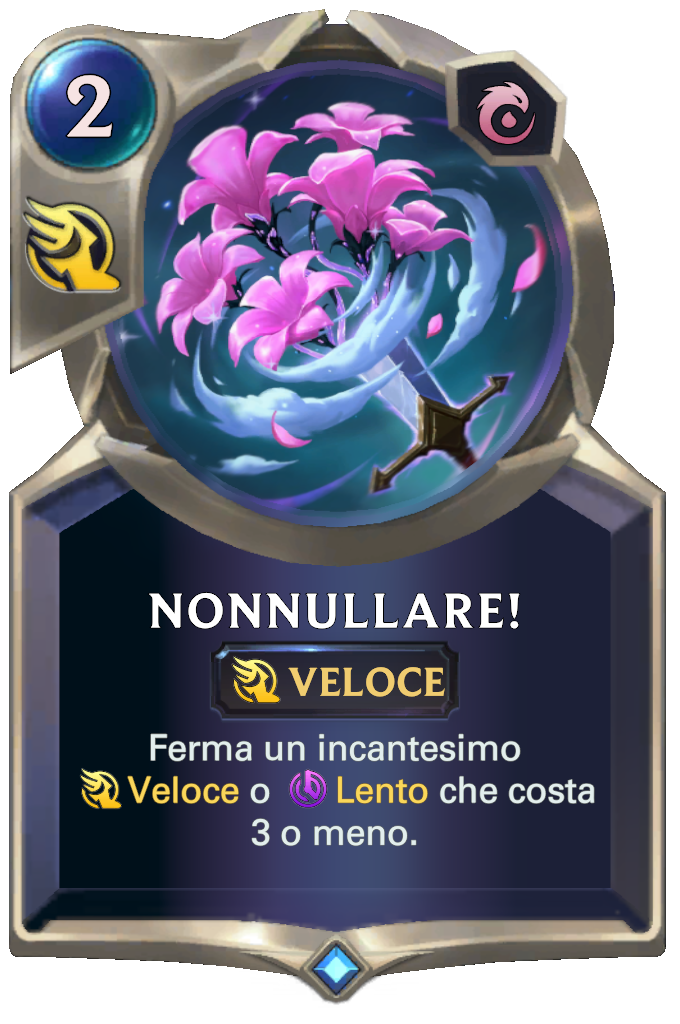 2
NONNULLARE!
VELOCE
Ferma un incantesimo
Veloce o Lento che costa
3 o meno.